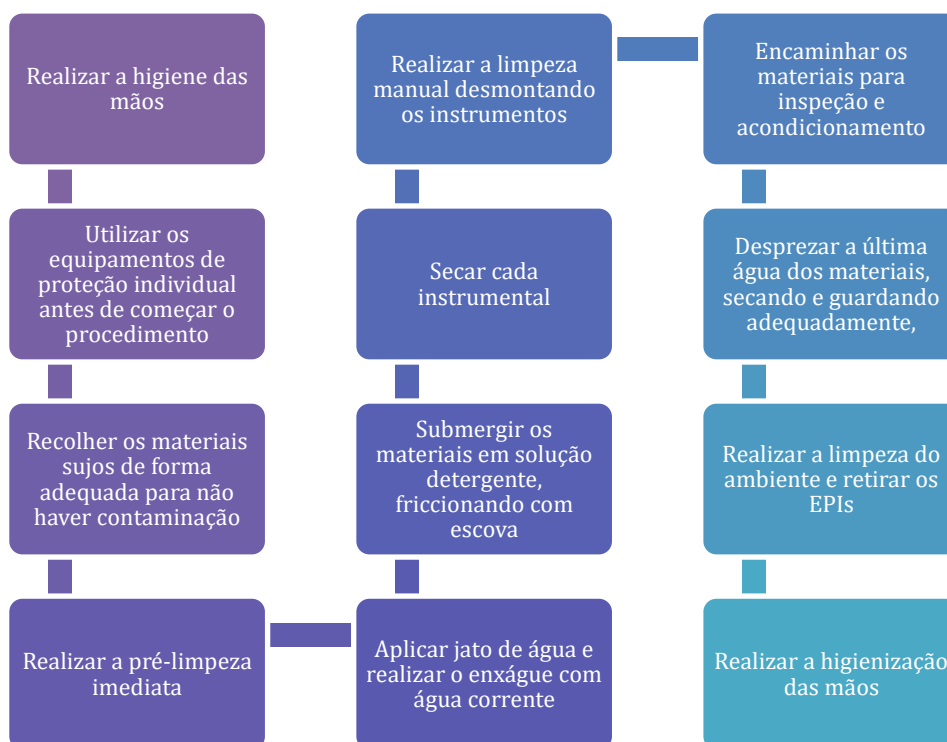 Realizar a higiene das
mãos
Utilizar os
equipamentos de
proteção individual
antes de começar o
procedimento
Recolher os materiais
sujos de forma
adequada para não
haver contaminação
Realizar a pré-limpeza
imediata
Aplicar jato de água e
realizar o enxágue com
água corrente
Submergir os
materiais em solução
detergente,
friccionando com
escova
Secar cada
instrumental
Realizar a limpeza
manual desmontando
os instrumentos
Encaminhar os
materiais para
inspeção e
acondicionamento
Desprezar a última
água dos materiais,
secando e guardando
adequadamente,
Realizar a limpeza do
ambiente e retirar os
EPIs
Realizar a higienização
das mãos